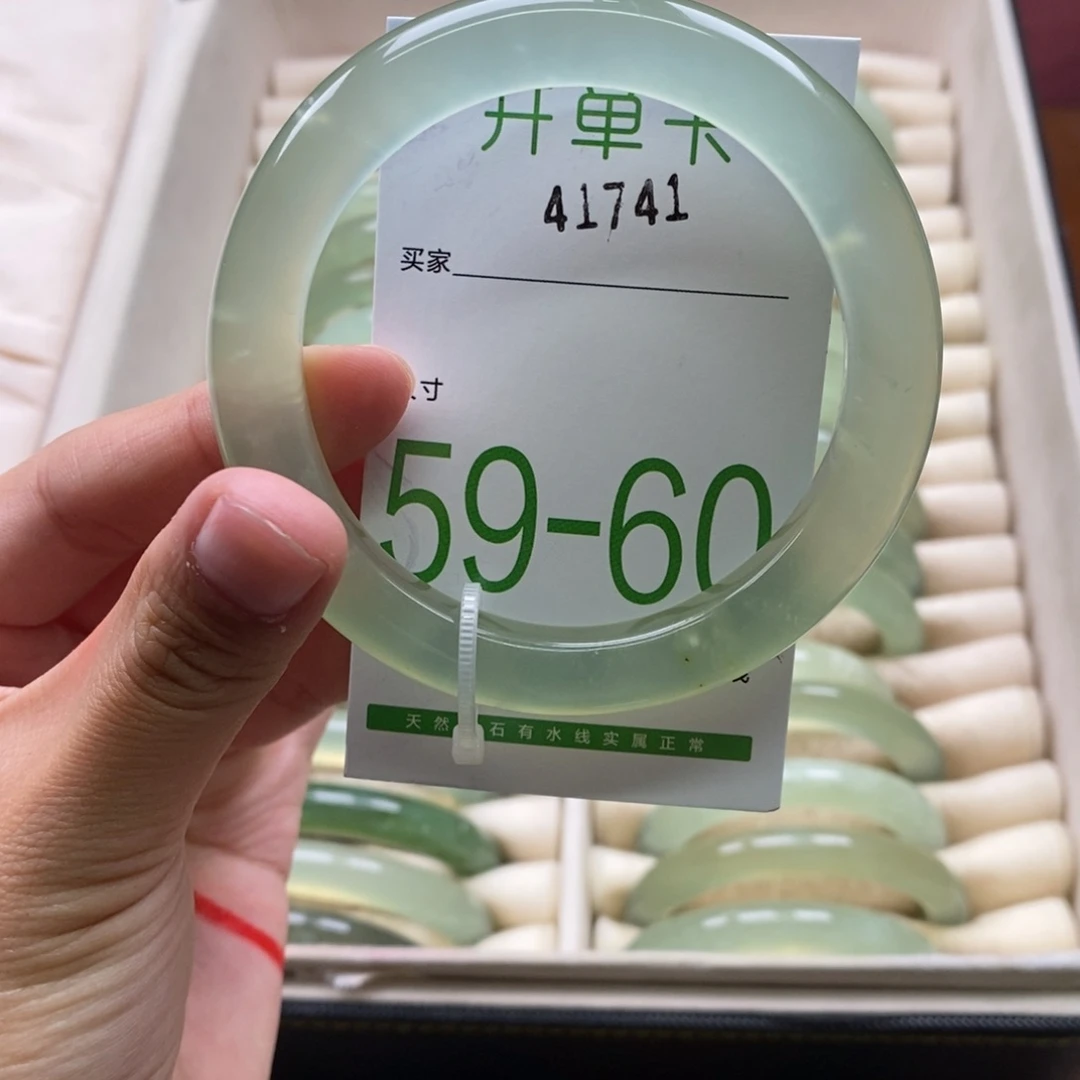 开单卡
41741
买家
寸
59-60
天然 石有水线实属正常